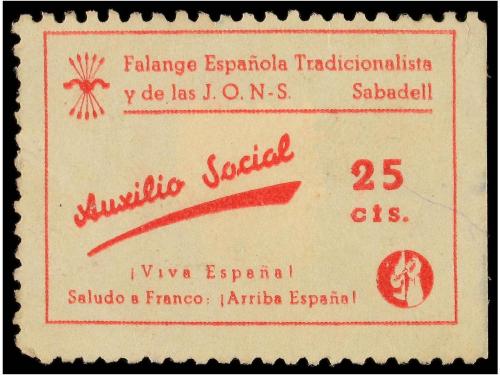 Falange Española Tradicionalista
y de las J. O. N-S. Sabadell
Auxilio Social
25
cts.
¡Viva España!
Saludo a Franco: ¡Arriba España!